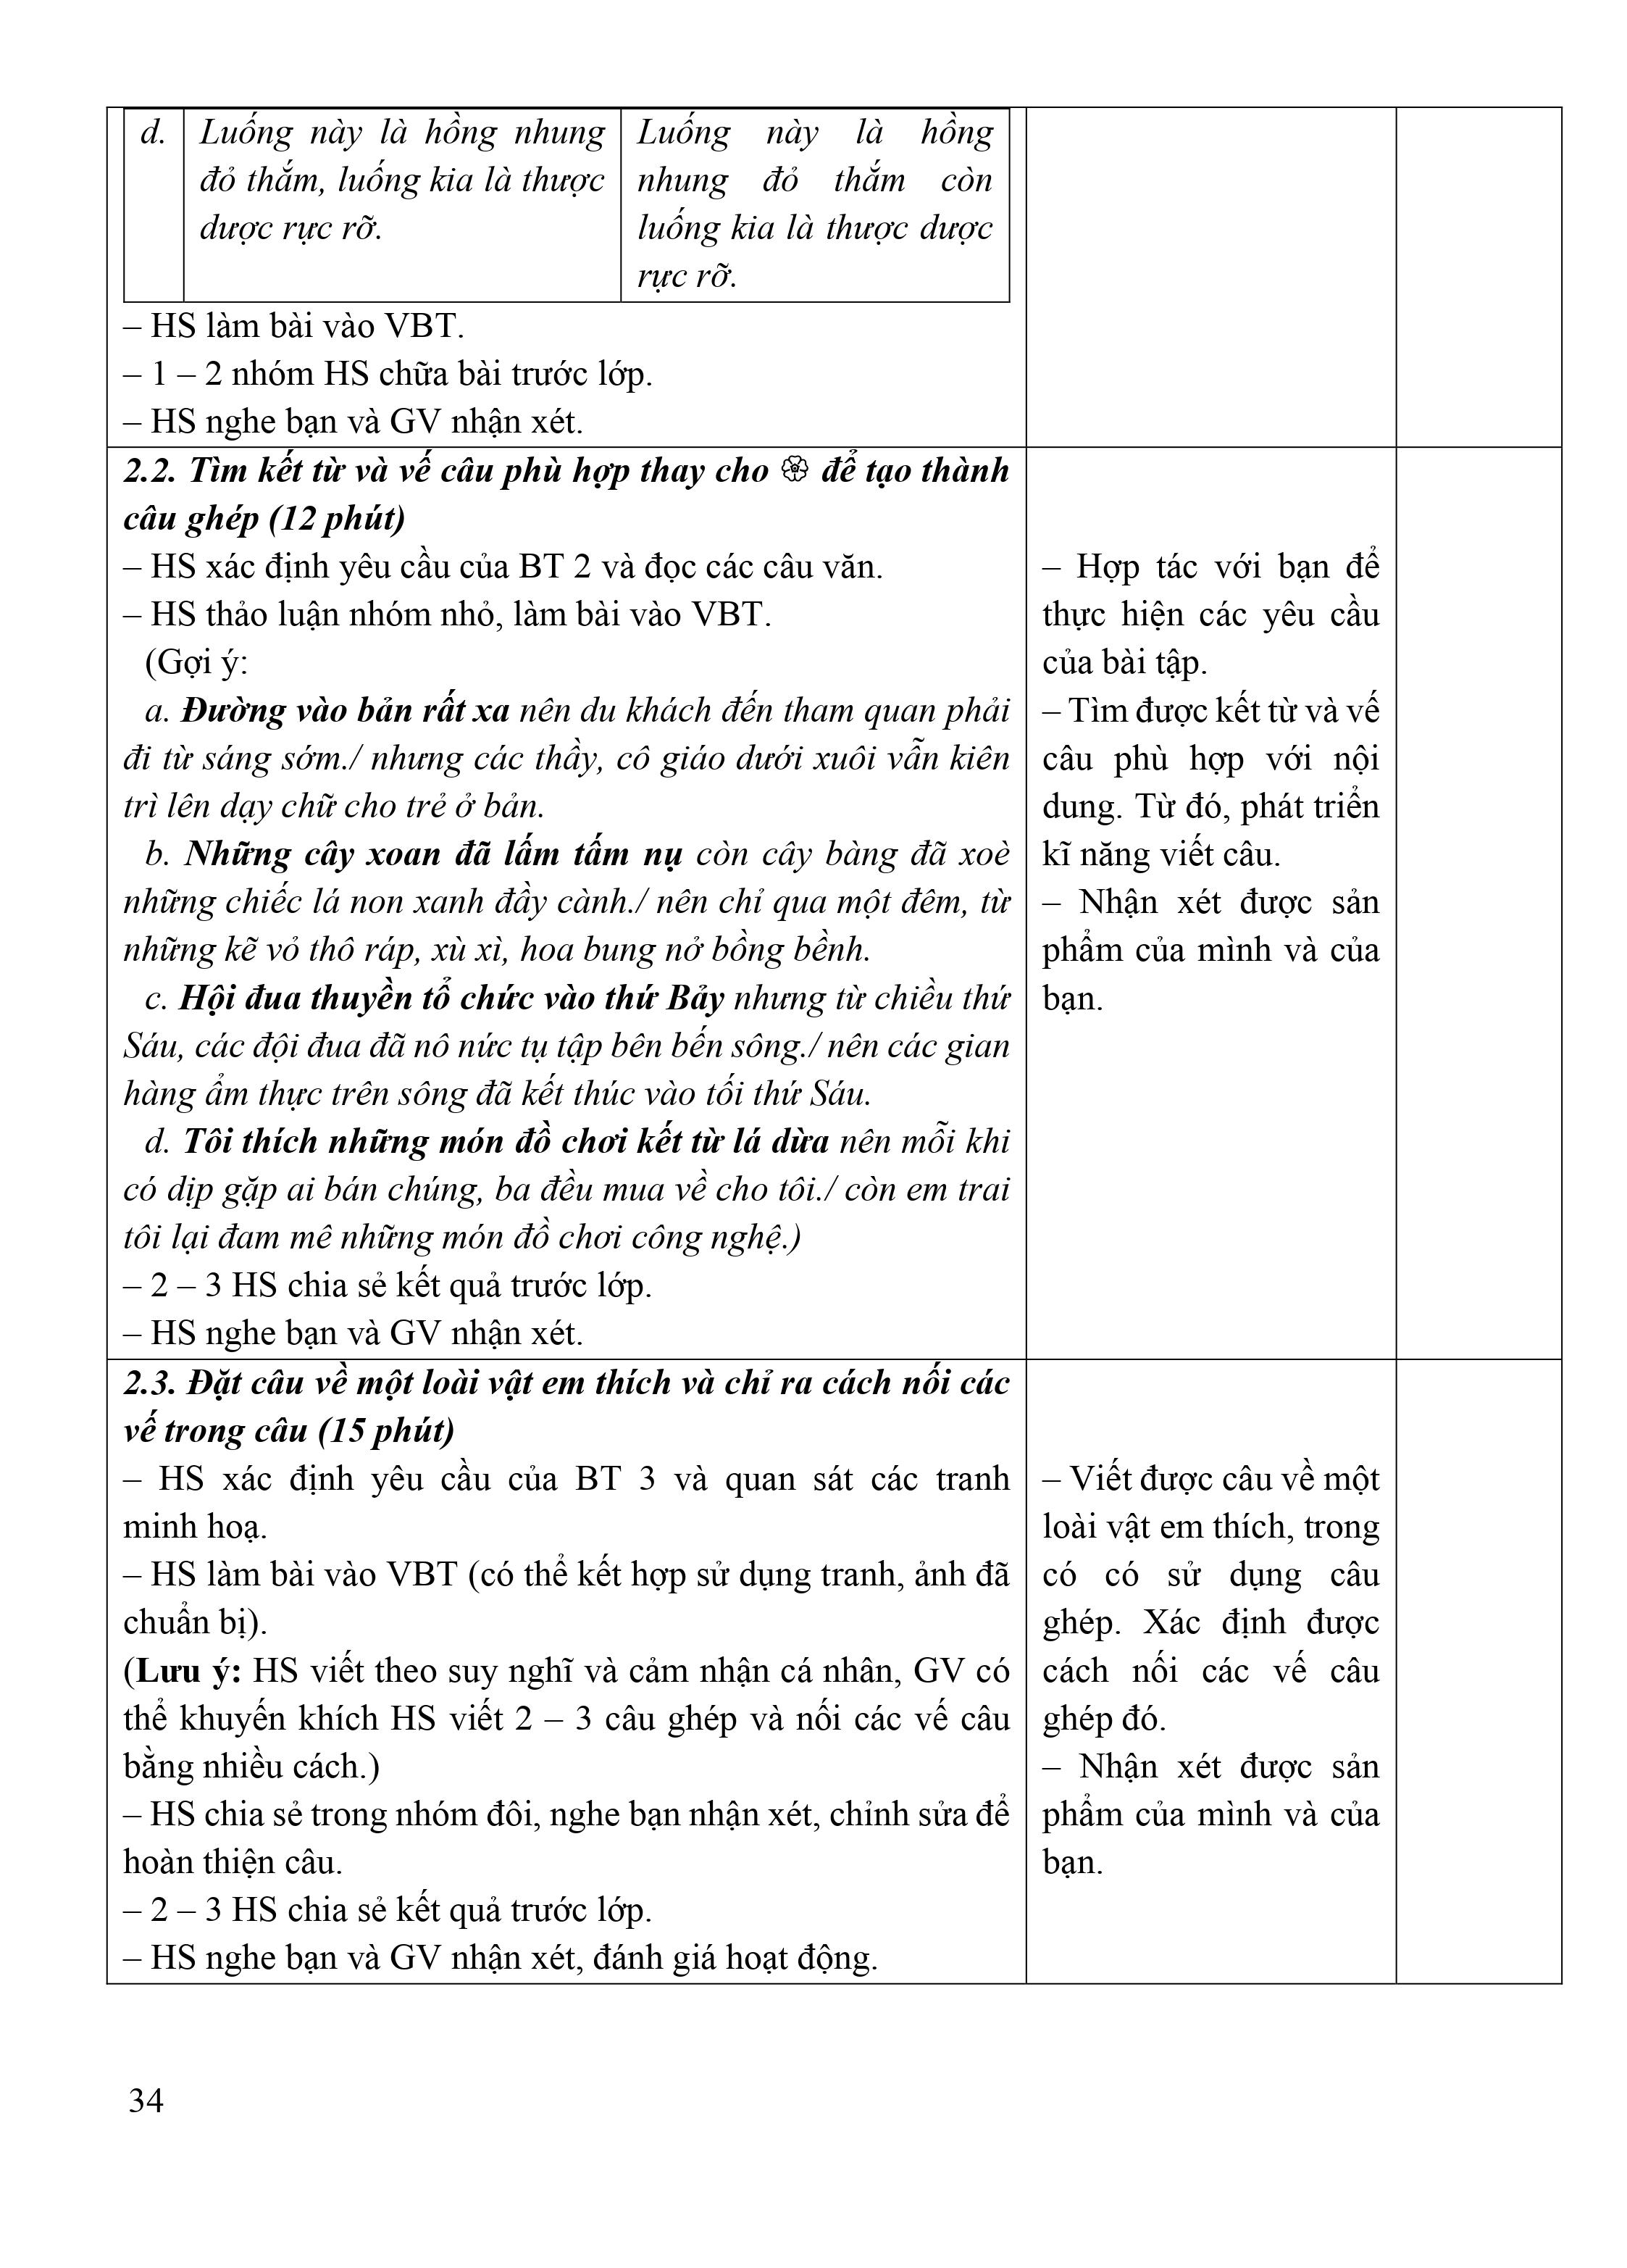 d.
Luống này là hồng nhung
đỏ thắm, luống kia là thược
dược rực rỡ.
Luống này là hồng
nhung đỏ thắm còn
luống kia là thược dược
rực rỡ.
– HS làm bài vào VBT.
– 1 – 2 nhóm HS chữa bài trước lớp.
– HS nghe bạn và GV nhận xét.
2.2. Tìm kết từ và vế câu phù hợp thay cho để tạo thành
câu ghép (12 phút)
– HS xác định yêu cầu của BT 2 và đọc các câu văn.
– HS thảo luận nhóm nhỏ, làm bài vào VBT.
(Gợi ý:
a. Đường vào bản rất xa nên du khách đến tham quan phải
đi từ sáng sớm./ nhưng các thầy, cô giáo dưới xuôi vẫn kiên
trì lên dạy chữ cho trẻ ở bản.
b. Những cây xoan đã lấm tấm nụ còn cây bàng đã xoè
những chiếc lá non xanh đầy cành./ nên chỉ qua một đêm, từ
những kẽ vỏ thô ráp, xù xì, hoa bung nở bồng bềnh.
c. Hội đua thuyền tổ chức vào thứ Bảy nhưng từ chiều thứ
Sáu, các đội đua đã nô nức tụ tập bên bến sông./ nên các gian
hàng ẩm thực trên sông đã kết thúc vào tối thứ Sáu.
d. Tôi thích những món đồ chơi kết từ lá dừa nên mỗi khi
có dịp gặp ai bán chúng, ba đều mua về cho tôi./ còn em trai
tôi lại đam mê những món đồ chơi công nghệ.)
– 2 – 3 HS chia sẻ kết quả trước lớp.
– HS nghe bạn và GV nhận xét.
– Hợp tác với bạn để
thực hiện các yêu cầu
của bài tập.
– Tìm được kết từ và vế
câu phù hợp với nội
dung. Từ đó, phát triển
kĩ năng viết câu.
– Nhận xét được sản
phẩm của mình và của
bạn.
2.3. Đặt câu về một loài vật em thích và chỉ ra cách nối các
vế trong câu (15 phút)
– HS xác định yêu cầu của BT 3 và quan sát các tranh
minh hoạ.
– HS làm bài vào VBT (có thể kết hợp sử dụng tranh, ảnh đã
chuẩn bị).
(Lưu ý: HS viết theo suy nghĩ và cảm nhận cá nhân, GV có
thể khuyến khích HS viết 2 – 3 câu ghép và nối các vế câu
bằng nhiều cách.)
– HS chia sẻ trong nhóm đôi, nghe bạn nhận xét, chỉnh sửa để
hoàn thiện câu.
– 2 – 3 HS chia sẻ kết quả trước lớp.
– HS nghe bạn và GV nhận xét, đánh giá hoạt động.
– Viết được câu về một
loài vật em thích, trong
có có sử dụng câu
ghép. Xác định được
cách nối các vế câu
ghép đó.
– Nhận xét được sản
phẩm của mình và của
bạn.
34